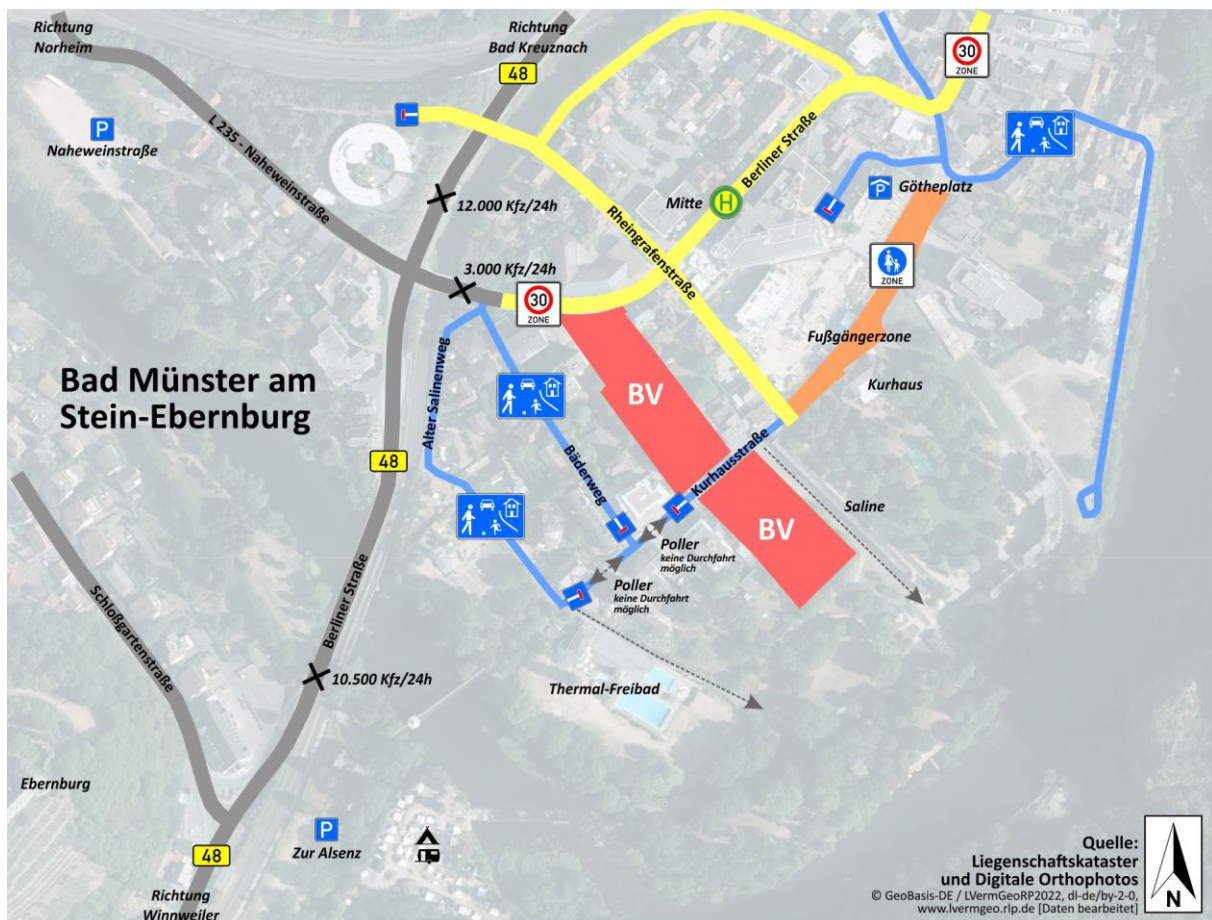 Richtung
Norheim
Richtung
Bad Kreuznach
48
30
ZONE
P
Naheweinstraße
L 235 - Naheweinstraße
12.000 Kfz/24h
3.000 Kfz/24h
30
ZONE
Mitte
H
Berliner Straße
Rheingrafenstraße
P
Götheplatz
ZONE
Fußgängerzone
Kurhaus
Bad Münster am
Stein-Ebernburg
Alter Salinenweg
Bäderweg
BV
Kurhausstraße
BV
Saline
48
Poller
keine Durchfahrt
möglich
Poller
keine Durchfahrt
möglich
Schloßgartenstraße
Berliner Straße
10.500 Kfz/24h
Thermal-Freibad
Ebernburg
P
Zur Alsenz
48
Richtung
Winnweiler
Quelle:
Liegenschaftskataster
und Digitale Orthophotos
© GeoBasis-DE / LVermGeoRP2022, dl-de/by-2-0,
www.lvermgeo.rlp.de [Daten bearbeitet]
N